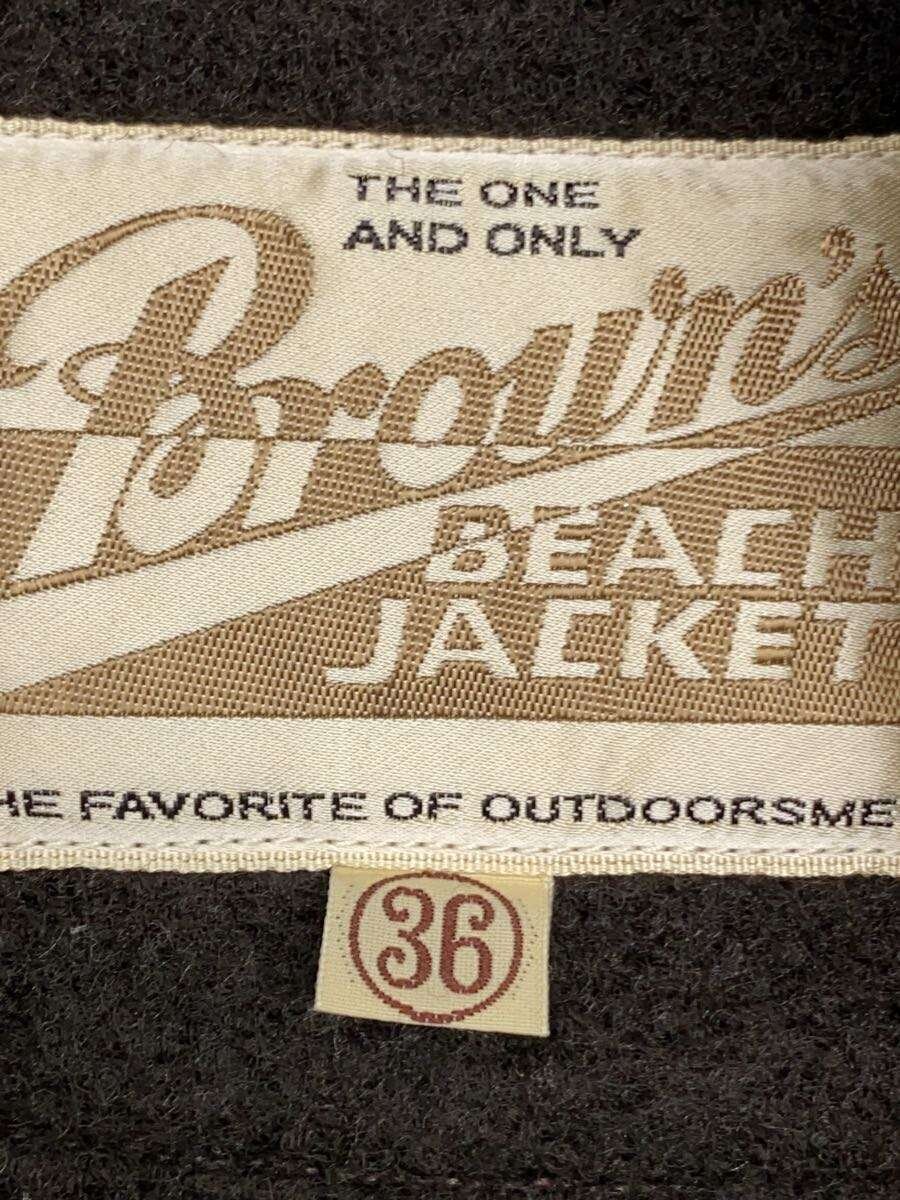 THE ONE
AND ONLY
Brown's
BEACH
JACKET
HE FAVORITE OF OUTDOORSME
36